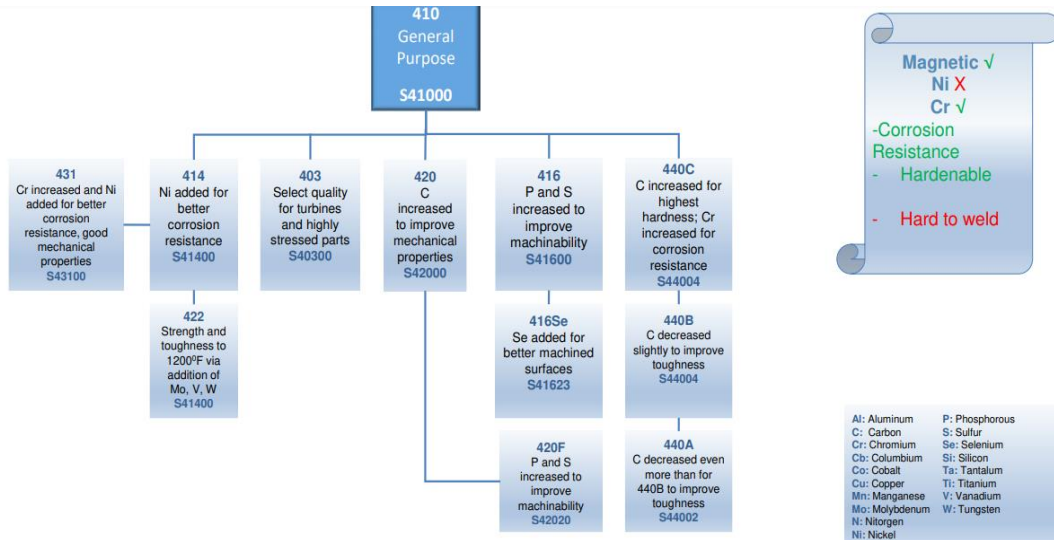 410
General
Purpose
S41000
431
Cr increased and Ni
added for better
corrosion
resistance, good
mechanical
properties
S43100
414
Ni added for
better
corrosion
resistance
S41400
403
Select quality
for turbines
and highly
stressed parts
S40300
420
C
increased
to improve
mechanical
properties
S42000
416
P and S
increased to
improve
machinability
S41600
440C
C increased for
highest
hardness; Cr
increased for
corrosion
resistance
S44004
422
Strength and
toughness to
1200⁰F via
addition of
Mo, V, W
S41400
416Se
Se added for
better machined
surfaces
S41623
440B
C decreased
slightly to improve
toughness
S44004
420F
P and S
increased to
improve
machinability
S42020
440A
C decreased even
more than for
440B to improve
toughness
S44002
Magnetic √
Ni X
Cr √
-Corrosion
Resistance
- Hardenable
- Hard to weld
Al: Aluminum
C: Carbon
Cr: Chromium
Cb: Columbium
Co: Cobalt
Cu: Copper
Mn: Manganese
Mo: Molybdenum
N: Nitorgen
Ni: Nickel
P: Phosphorous
S: Sulfur
Se: Selenium
Si: Silicon
Ta: Tantalum
Ti: Titanium
V: Vanadium
W: Tungsten